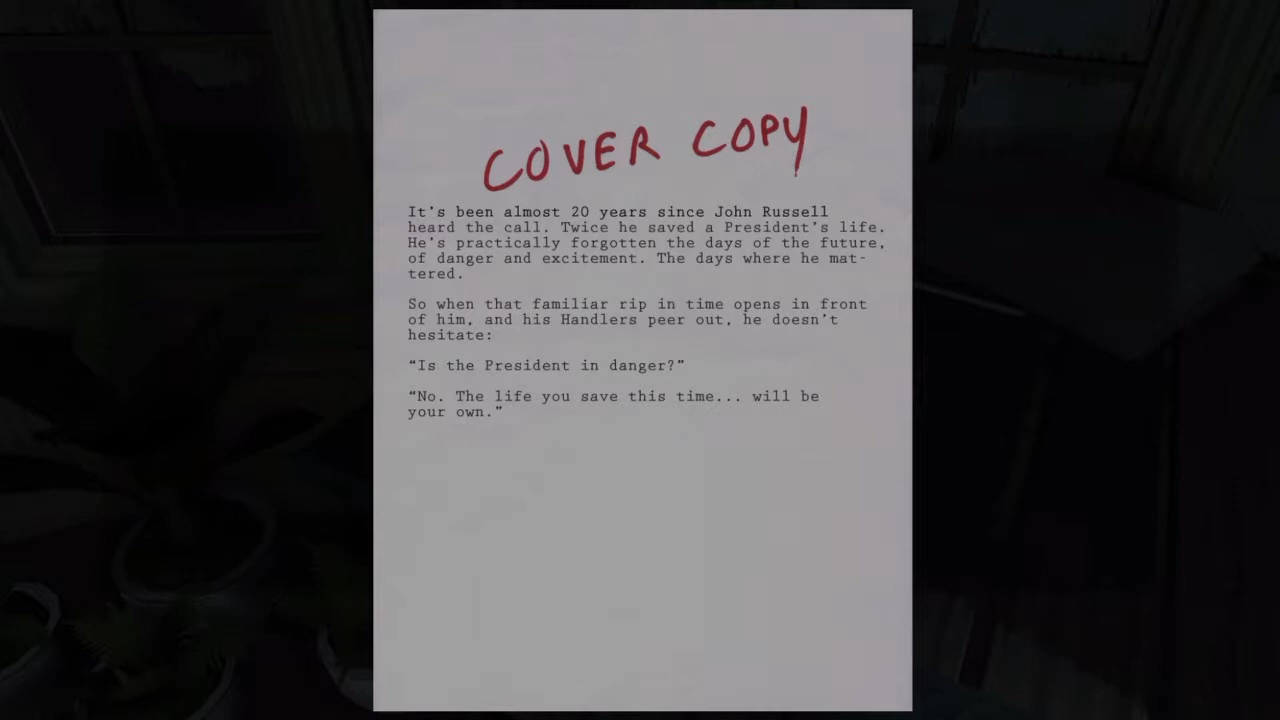 COVER COPY
It's been almost 20 years since John Russell
heard the call. Twice he saved a President's life.
He's practically forgotten the days of the future,
of danger and excitement. The days where he mat-
tered.
So when that familiar rip in time opens in front
of him, and his Handlers peer out, he doesn't
hesitate:
“Is the President in danger?”
“No. The life you save this time... will be
your own.”